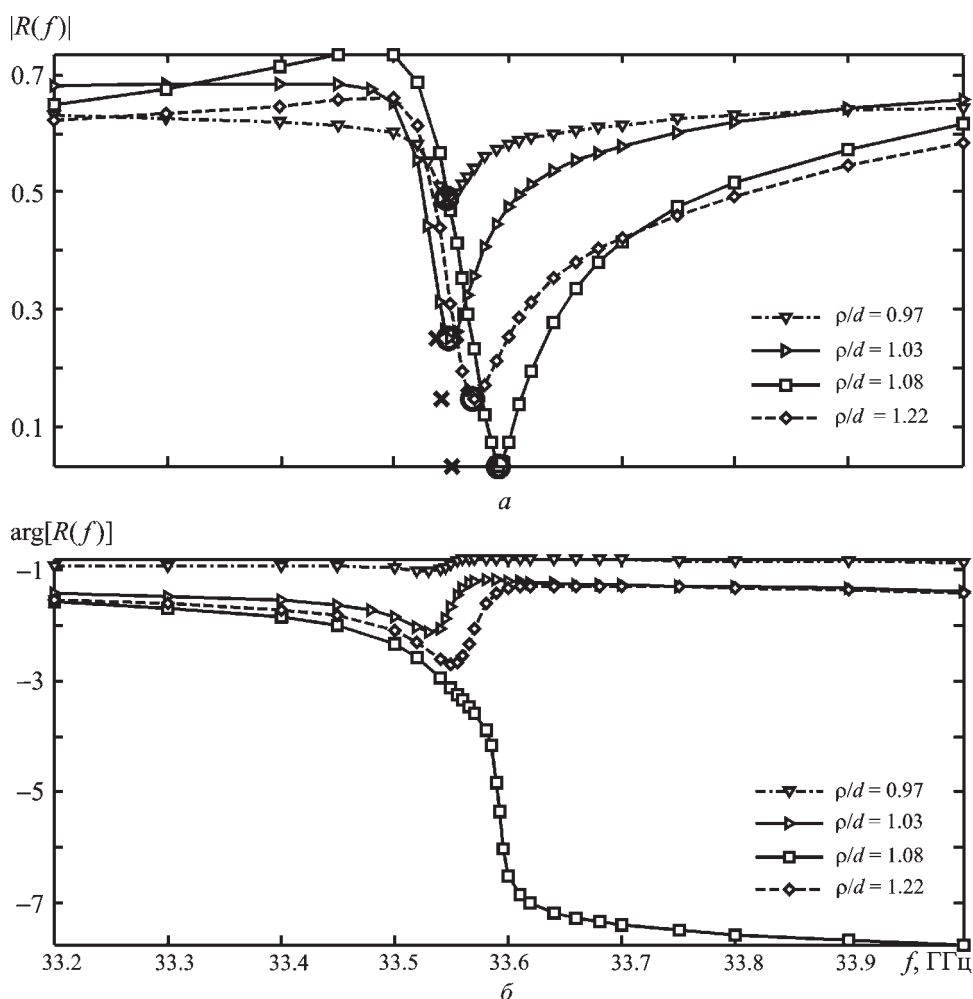 |R(f)|
0.7
0.5
0.3
0.1
ρ/d = 0.97
ρ/d = 1.03
ρ/d = 1.08
ρ/d = 1.22
а
arg[R(f)]
−1
−3
−5
−7
ρ/d = 0.97
ρ/d = 1.03
ρ/d = 1.08
ρ/d = 1.22
33.2 33.3 33.4 33.5 33.6 33.7 33.8 33.9 f, ГГц
б